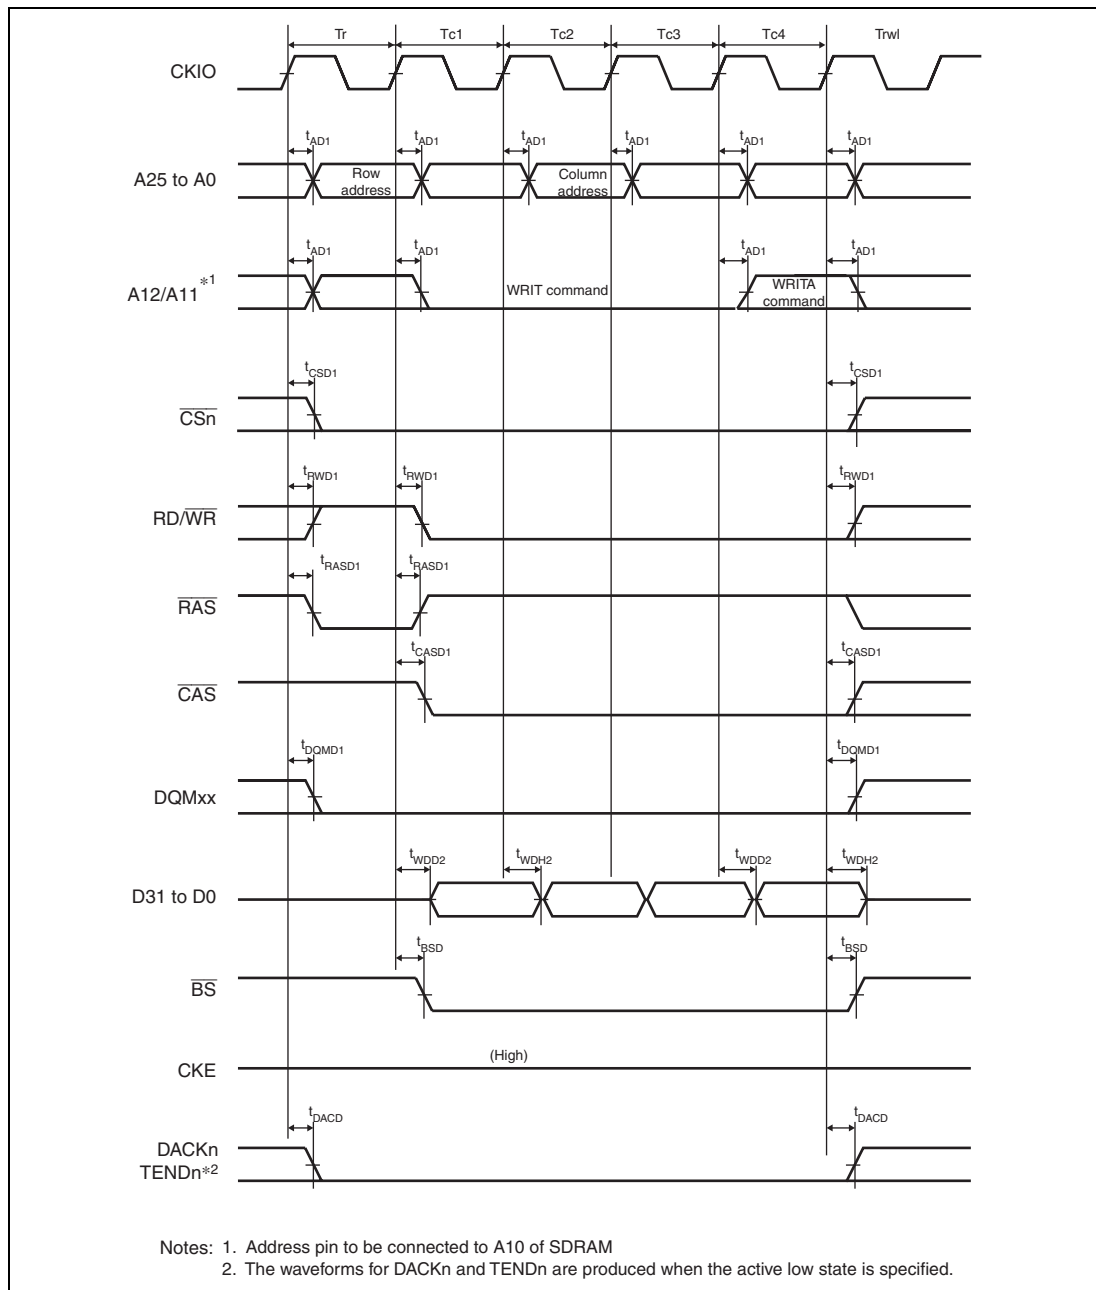 Tr Tc1 Tc2 Tc3 Tc4 Trwl
CKIO
tAD1 tAD1 tAD1 tAD1 tAD1 tAD1
A25 to A0
Row address
Column address
tAD1 tAD1 tAD1 tAD1
A12/A11*1
WRIT command
WRITA command
tCSD1 tCSD1
CSn
tRWD1 tRWD1 tRWD1
RD/WR
tRASD1 tRASD1
RAS
tCASD1 tCASD1
CAS
tDQMD1 tDQMD1
DQMxx
tWDD2 tWDH2 tWDD2 tWDH2
D31 to D0
tBSD tBSD
BS
(High)
CKE
tDACD tDACD
DACKn
TENDn*2
Notes: 1. Address pin to be connected to A10 of SDRAM
2. The waveforms for DACKn and TENDn are produced when the active low state is specified.